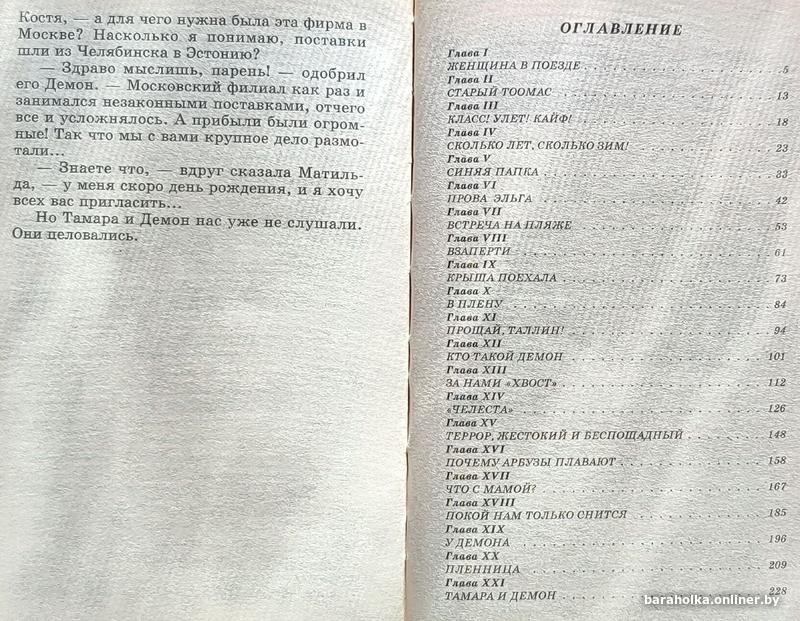 Костя, — а для чего нужна была эта фирма в
Москве? Насколько я понимаю, поставки
шли из Челябинска в Эстонию?
— Здраво мыслишь, парень! — одобрил
его Демон. — Московский филиал как раз и
занимался незаконными поставками, отчего
все и усложнялось. А прибыли были огром-
ные! Так что мы с вами крупное дело размо-
тали...
— Знаете что, — вдруг сказала Матиль-
да, — у меня скоро день рождения, и я хочу
всех вас пригласить...
Но Тамара и Демон нас уже не слушали.
Они целовались.
ОГЛАВЛЕНИЕ
Глава I
ЖЕНЩИНА В ПОЕЗДЕ . . . . . . . . . . . . . . . . . . . 5
Глава II
СТАРЫЙ ТООМАС . . . . . . . . . . . . . . . . . . . 13
Глава III
КЛАСС! УЛЕТ! КАЙФ! . . . . . . . . . . . . . . . . . . . 18
Глава IV
СКОЛЬКО ЛЕТ, СКОЛЬКО ЗИМ! . . . . . . . . . . . . . 23
Глава V
СИНЯЯ ПАПКА . . . . . . . . . . . . . . . . . . . 33
Глава VI
ПРОВА ЭЛЬГА . . . . . . . . . . . . . . . . . . . 42
Глава VII
ВСТРЕЧА НА ПЛЯЖЕ . . . . . . . . . . . . . . . . . . . 53
Глава VIII
ВЗАПЕРТИ . . . . . . . . . . . . . . . . . . . 61
Глава IX
КРЫША ПОЕХАЛА . . . . . . . . . . . . . . . . . . . 73
Глава X
В ПЛЕНУ . . . . . . . . . . . . . . . . . . . 84
Глава XI
ПРОЩАЙ, ТАЛЛИН! . . . . . . . . . . . . . . . . . . . 94
Глава XII
КТО ТАКОЙ ДЕМОН . . . . . . . . . . . . . . . . . . . 101
Глава XIII
ЗА НАМИ «ХВОСТ» . . . . . . . . . . . . . . . . . . . 112
Глава XIV
«ЧЕЛЕСТА» . . . . . . . . . . . . . . . . . . . 126
Глава XV
ТЕРРОР, ЖЕСТОКИЙ И БЕСПОЩАДНЫЙ . . . . . . . . 148
Глава XVI
ПОЧЕМУ АРБУЗЫ ПЛАВАЮТ . . . . . . . . . . . . . . . 158
Глава XVII
ЧТО С МАМОЙ? . . . . . . . . . . . . . . . . . . . 167
Глава XVIII
ПОКОЙ НАМ ТОЛЬКО СНИТСЯ . . . . . . . . . . . . . . 185
Глава XIX
У ДЕМОНА . . . . . . . . . . . . . . . . . . . 196
Глава XX
ПЛЕННИЦА . . . . . . . . . . . . . . . . . . . 209
Глава XXI
ТАМАРА И ДЕМОН . . . . . . . . . . . . . . . . . . . 228
baraholka.onliner.by